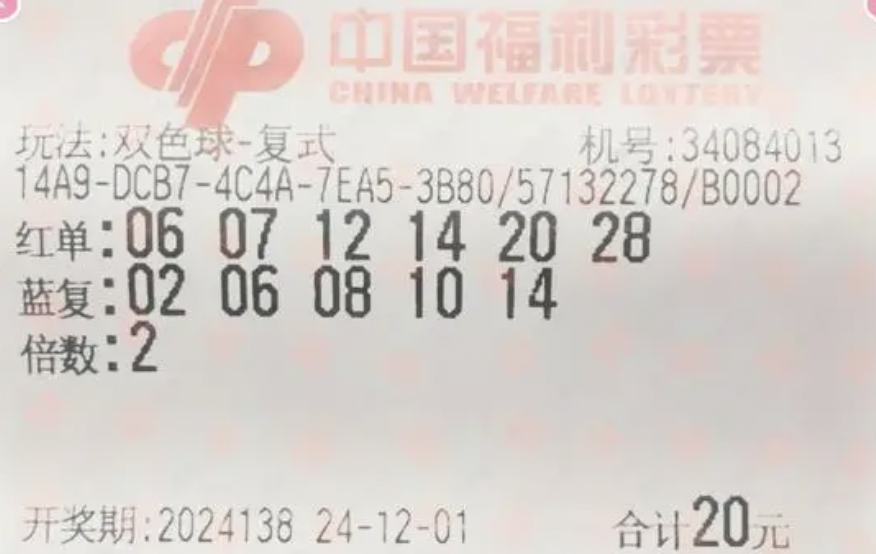 中国福利彩票
CHINA WELFARE LOTTERY
玩法:双色球-复式 机号:34084013
14A9-DCB7-4C4A-7EA5-3B80/57132278/B0002
红单:06 07 12 14 20 28
蓝复:02 06 08 10 14
倍数:2
开奖期:2024138 24-12-01 合计20元